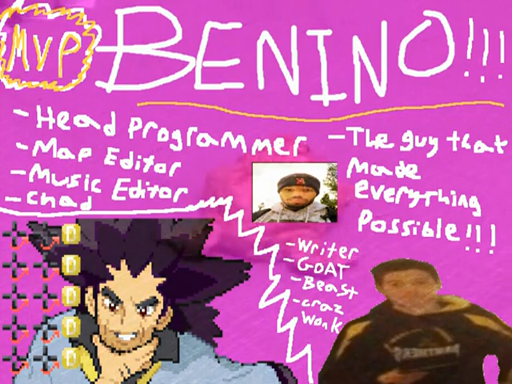 MVP
BENINO!!!
-Head Programmer
-Map Editor
-Music Editor
-chad
-The guy that
made
everything
possible!!!
-Writer
-GOAT
-Beast
-craz
wonk